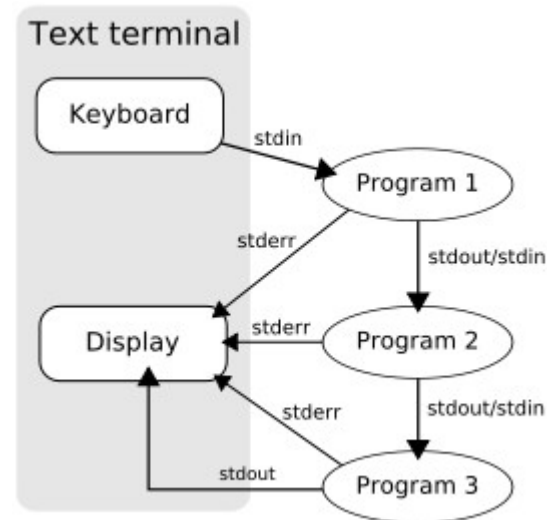 Text terminal
Keyboard
stdin
Program 1
stderr
stdout/stdin
Display
stderr
Program 2
stderr
stdout/stdin
stdout
Program 3